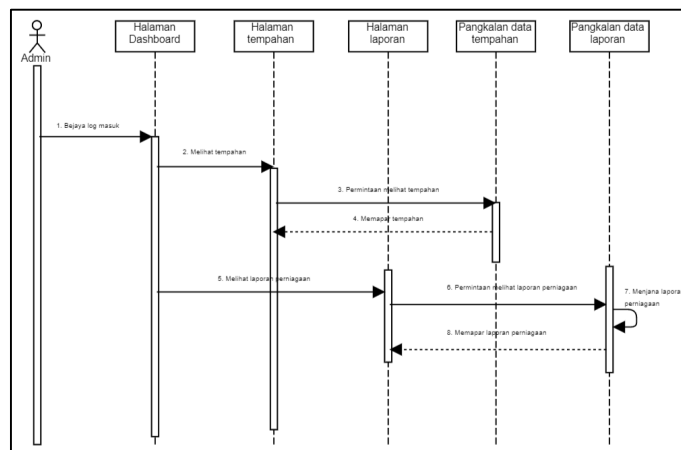 Halaman
Dashboard
Halaman
tempahan
Halaman
laporan
Pangkalan data
tempahan
Pangkalan data
laporan
Admin
1. Bejaya log masuk
2. Melihat tempahan
3. Permintaan melihat tempahan
4. Memapar tempahan
5. Melihat laporan perniagaan
6. Permintaan melihat laporan perniagaan
7. Menjana lapora
perniagaan
8. Memapar laporan perniagaan